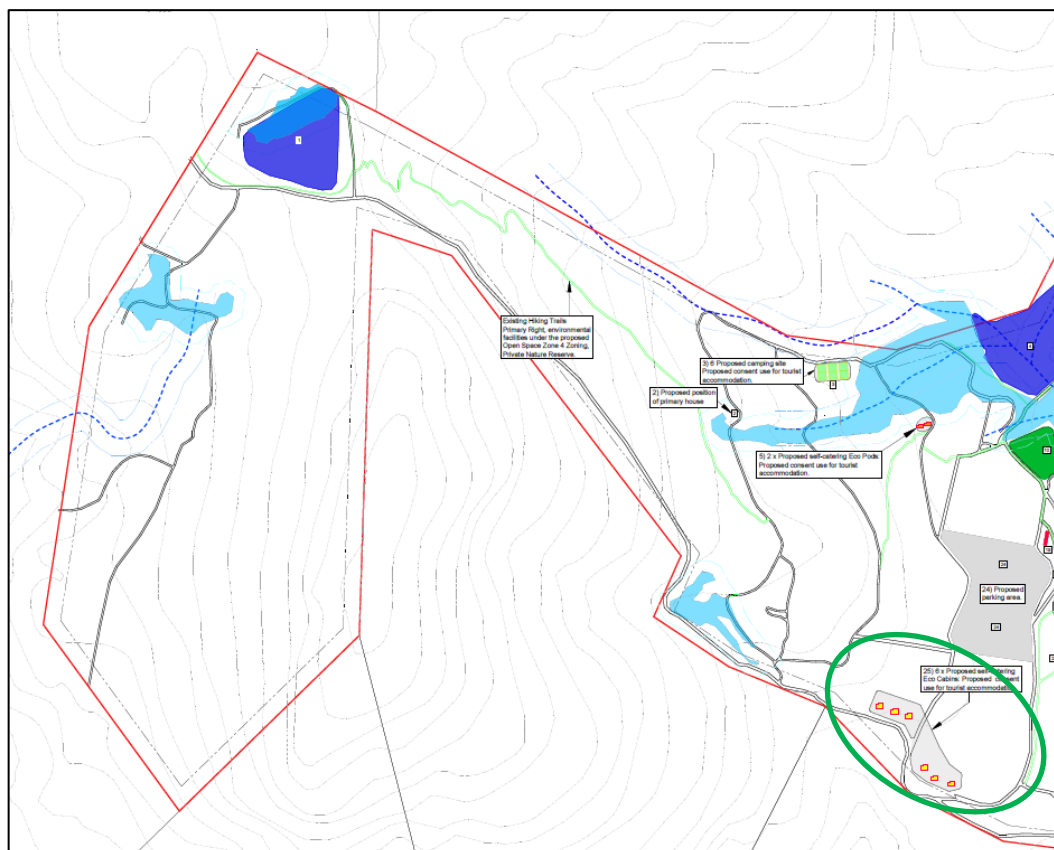 1
Existing Hiking Trails
Primary Right, environmental
facilities under the proposed
Open Space Zone 4 Zoning,
Private Nature Reserve.
3) 6 Proposed camping site
Proposed consent use for tourist
accommodation.
3
2) Proposed position
of primary house
5) 2 x Proposed self-catering Eco Pods:
Proposed consent use for tourist
accommodation.
24) Proposed
parking area
25) 6 x Proposed self-catering
Eco Cabins: Proposed consent
use for tourist accommodation